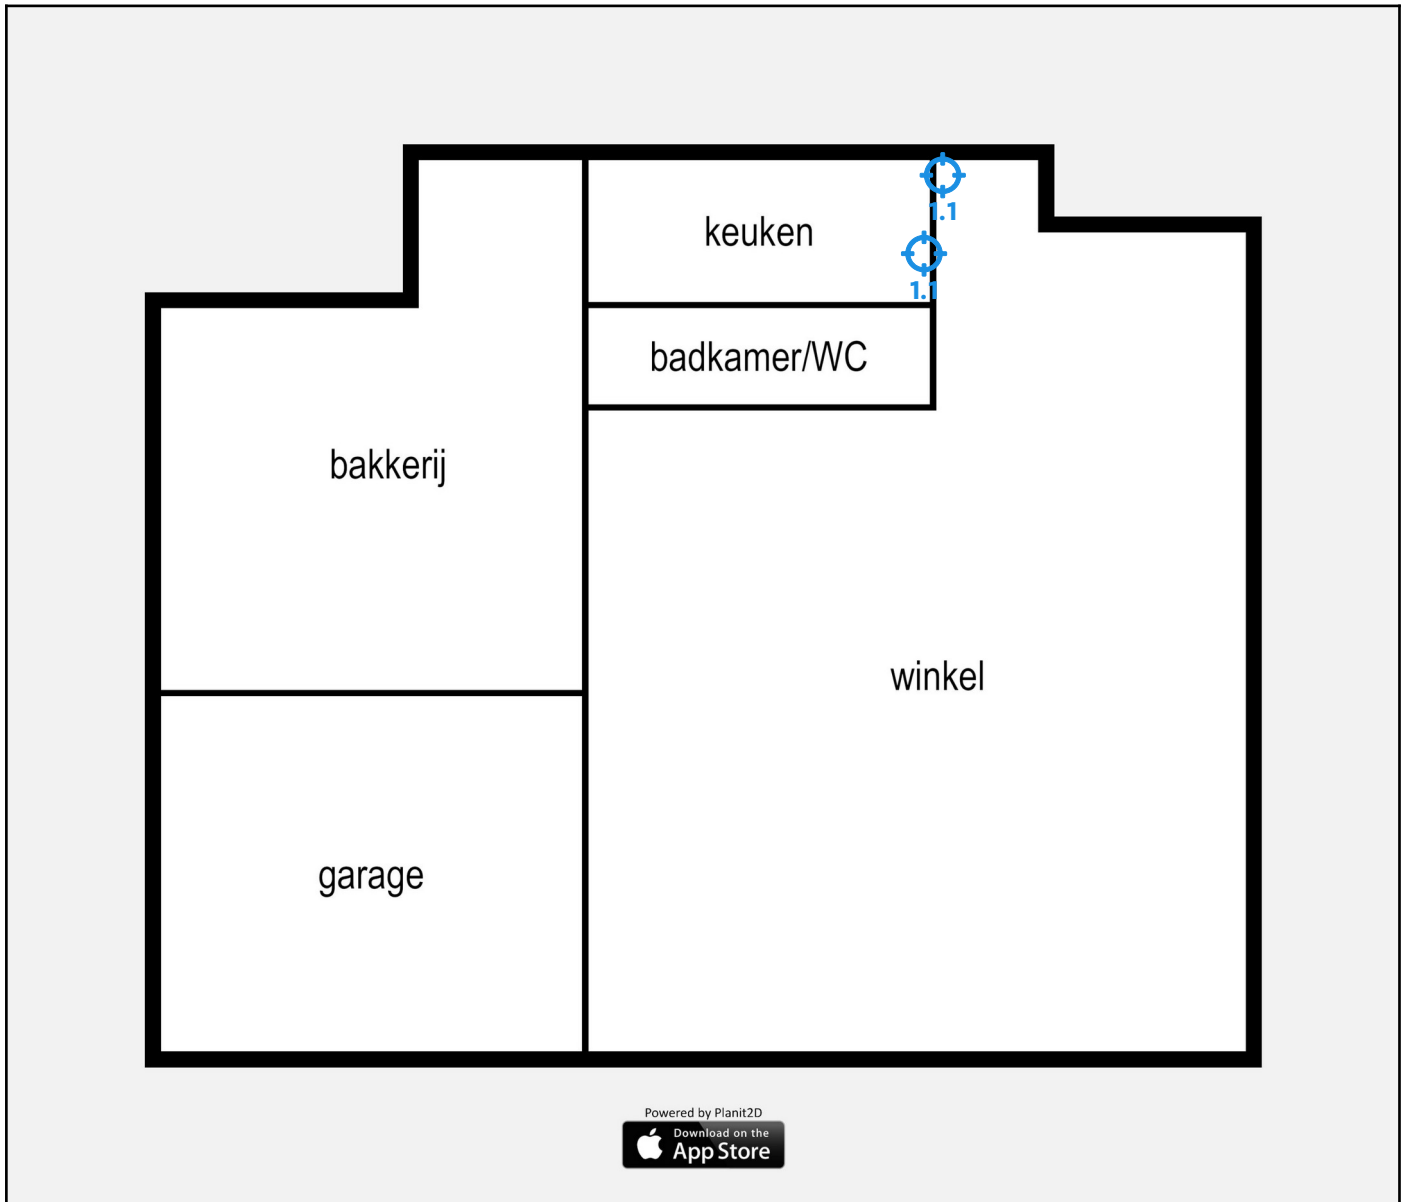 1.1
keuken
1.1
badkamer/WC
bakkerij
winkel
garage
Powered by Planit2D
Download on the
App Store